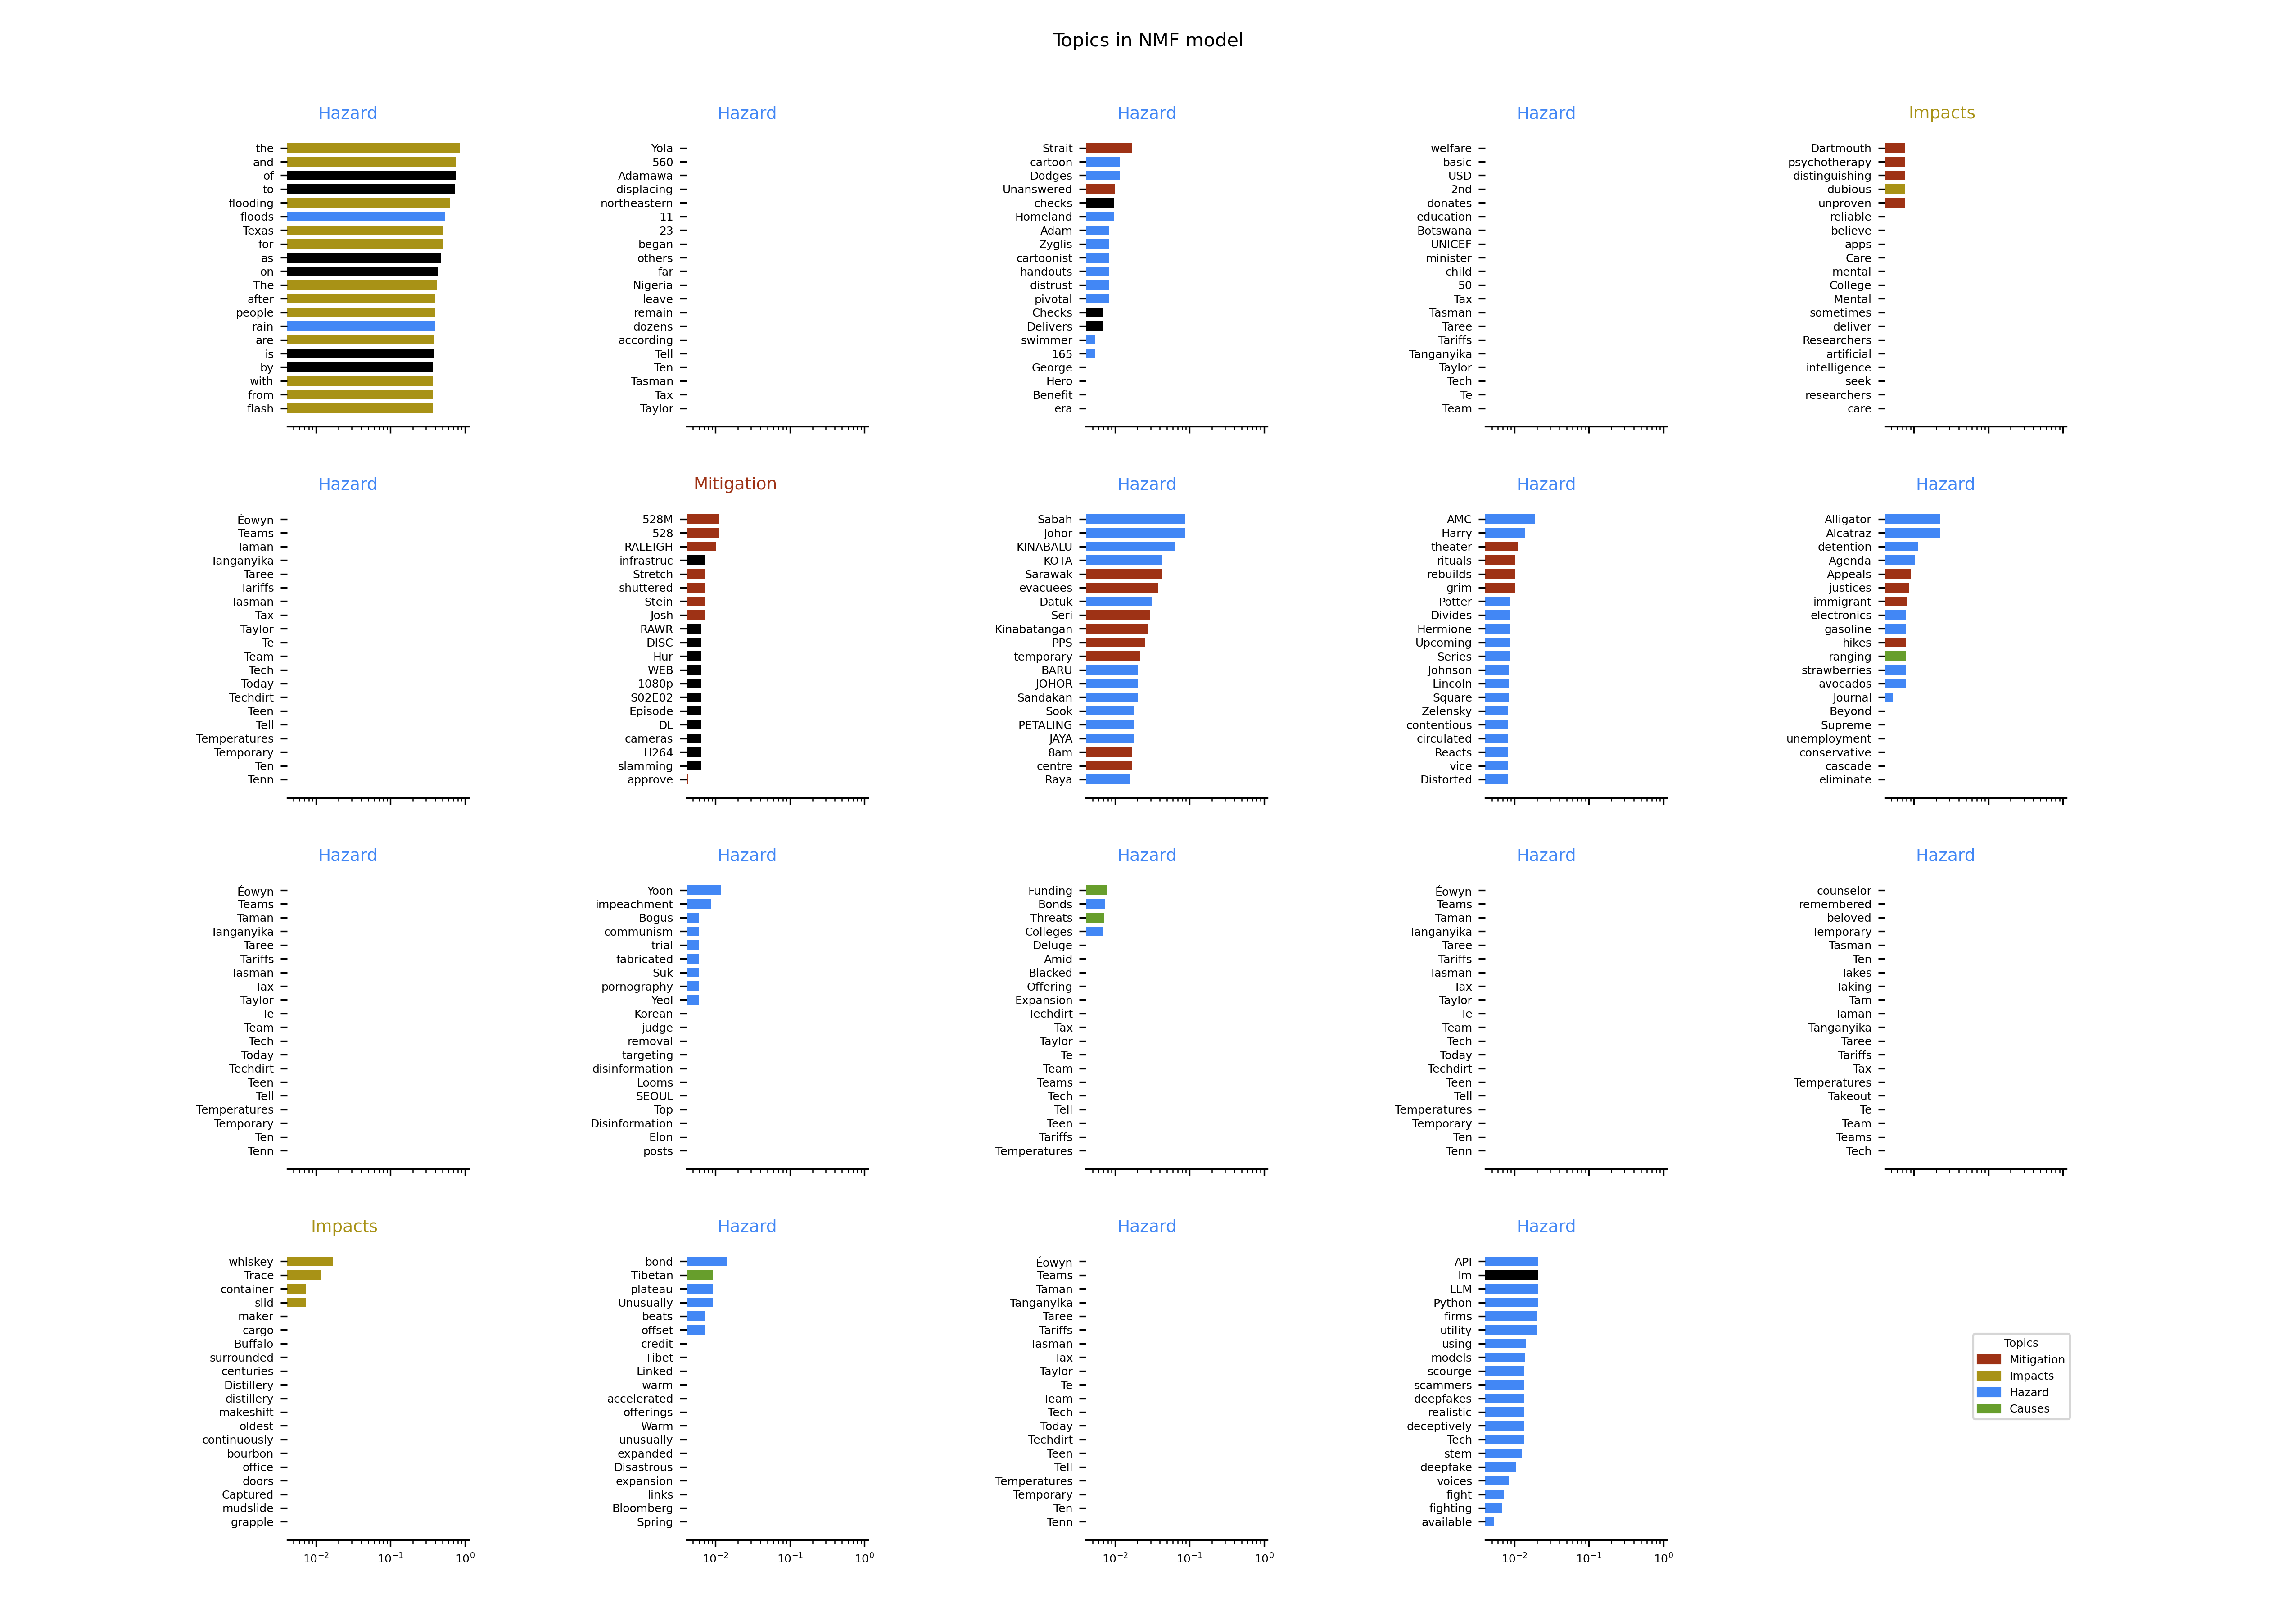 Topics in NMF model
Hazard
the
and
of
to
flooding
floods
Texas
for
as
on
The
after
people
rain
are
is
by
with
from
flash
Hazard
Yola
560
Adamawa
displacing
northeastern
11
23
began
others
far
Nigeria
leave
remain
dozens
according
Tell
Ten
Tasman
Tax
Taylor
Hazard
Strait
cartoon
Dodges
Unanswered
checks
Homeland
Adam
Zyglis
cartoonist
handouts
distrust
pivotal
Checks
Delivers
swimmer
165
George
Hero
Benefit
era
Hazard
welfare
basic
USD
2nd
donates
education
Botswana
UNICEF
minister
child
50
Tax
Tasman
Taree
Tariffs
Tanganyika
Taylor
Tech
Te
Team
Impacts
Dartmouth
psychotherapy
distinguishing
dubious
unproven
reliable
believe
apps
Care
mental
College
Mental
sometimes
deliver
Researchers
artificial
intelligence
seek
researchers
care
Hazard
Éowyn
Teams
Taman
Tanganyika
Taree
Tariffs
Tasman
Tax
Taylor
Te
Team
Tech
Today
Techdirt
Teen
Tell
Temperatures
Temporary
Ten
Tenn
Mitigation
528M
528
RALEIGH
infrastruc
Stretch
shuttered
Stein
Josh
RAWR
DISC
Hur
WEB
1080p
S02E02
Episode
DL
cameras
H264
slamming
approve
Hazard
Sabah
Johor
KINABALU
KOTA
Sarawak
evacuees
Datuk
Seri
Kinabatangan
PPS
temporary
BARU
JOHOR
Sandakan
Sook
PETALING
JAYA
8am
centre
Raya
Hazard
AMC
Harry
theater
rituals
rebuilds
grim
Potter
Divides
Hermione
Upcoming
Series
Johnson
Lincoln
Square
Zelensky
contentious
circulated
Reacts
vice
Distorted
Hazard
Alligator
Alcatraz
detention
Agenda
Appeals
justices
immigrant
electronics
gasoline
hikes
ranging
strawberries
avocados
Journal
Beyond
Supreme
unemployment
conservative
cascade
eliminate
Hazard
Éowyn
Teams
Taman
Tanganyika
Taree
Tariffs
Tasman
Tax
Taylor
Te
Team
Tech
Today
Techdirt
Teen
Tell
Temperatures
Temporary
Ten
Tenn
Hazard
Yoon
impeachment
Bogus
communism
trial
fabricated
Suk
pornography
Yeol
Korean
judge
removal
targeting
disinformation
Looms
SEOUL
Top
Disinformation
Elon
posts
Hazard
Funding
Bonds
Threats
Colleges
Deluge
Amid
Blacked
Offering
Expansion
Techdirt
Tax
Taylor
Te
Team
Teams
Tech
Tell
Teen
Tariffs
Temperatures
Hazard
Éowyn
Teams
Taman
Tanganyika
Taree
Tariffs
Tasman
Tax
Taylor
Te
Team
Tech
Today
Techdirt
Teen
Tell
Temperatures
Temporary
Ten
Tenn
Hazard
counselor
remembered
beloved
Temporary
Tasman
Ten
Takes
Taking
Tam
Taman
Tanganyika
Taree
Tariffs
Tax
Temperatures
Takeout
Te
Team
Teams
Tech
Impacts
whiskey
Trace
container
slid
maker
cargo
Buffalo
surrounded
centuries
Distillery
distillery
makeshift
oldest
continuously
bourbon
office
doors
Captured
mudslide
grapple
10⁻² 10⁻¹ 10⁰
Hazard
bond
Tibetan
plateau
Unusually
beats
offset
credit
Tibet
Linked
warm
accelerated
offerings
Warm
unusually
expanded
Disastrous
expansion
links
Bloomberg
Spring
10⁻² 10⁻¹ 10⁰
Hazard
Éowyn
Teams
Taman
Tanganyika
Taree
Tariffs
Tasman
Tax
Taylor
Te
Team
Tech
Today
Techdirt
Teen
Tell
Temperatures
Temporary
Ten
Tenn
10⁻² 10⁻¹ 10⁰
Hazard
API
lm
LLM
Python
firms
utility
using
models
scourge
scammers
deepfakes
realistic
deceptively
Tech
stem
deepfake
voices
fight
fighting
available
10⁻² 10⁻¹ 10⁰
Topics
Mitigation
Impacts
Hazard
Causes